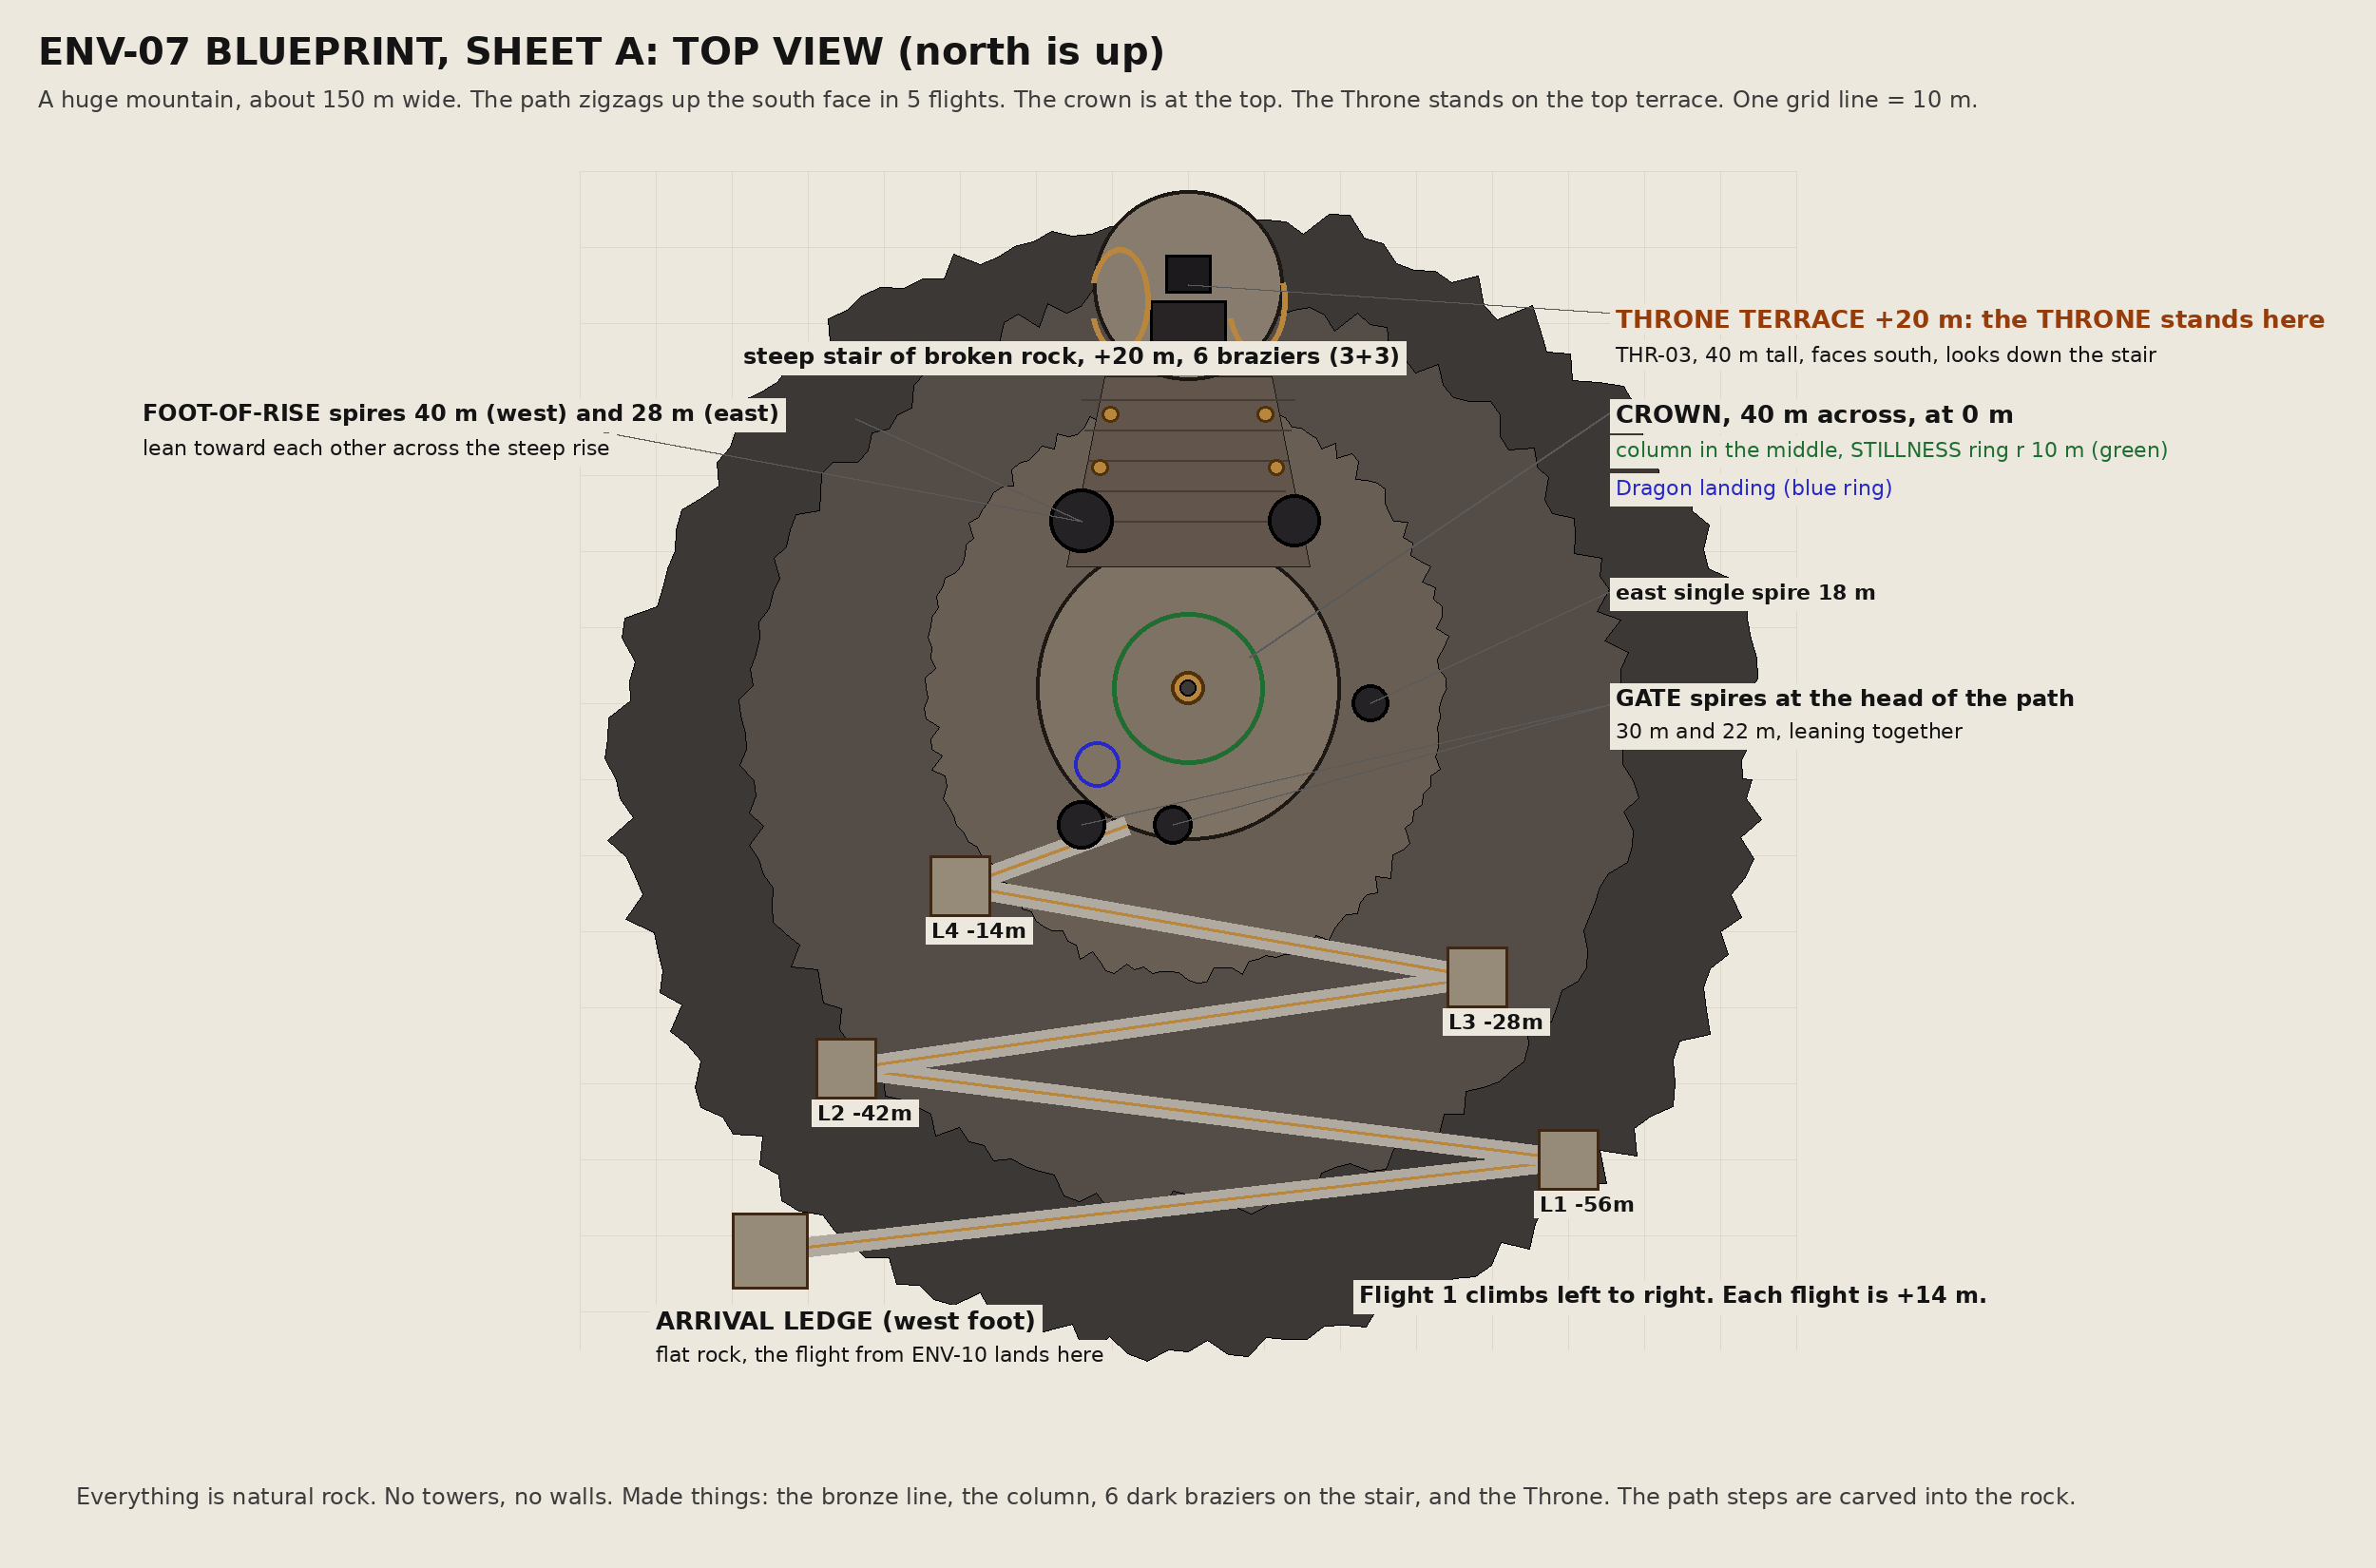 ENV-07 BLUEPRINT, SHEET A: TOP VIEW (north is up)
A huge mountain, about 150 m wide. The path zigzags up the south face in 5 flights. The crown is at the top. The Throne stands on the top terrace. One grid line = 10 m.
THRONE TERRACE +20 m: the THRONE stands here
THR-03, 40 m tall, faces south, looks down the stair
steep stair of broken rock, +20 m, 6 braziers (3+3)
FOOT-OF-RISE spires 40 m (west) and 28 m (east)
lean toward each other across the steep rise
CROWN, 40 m across, at 0 m
column in the middle, STILLNESS ring r 10 m (green)
Dragon landing (blue ring)
east single spire 18 m
GATE spires at the head of the path
30 m and 22 m, leaning together
L4 -14m
L3 -28m
L2 -42m
L1 -56m
Flight 1 climbs left to right. Each flight is +14 m.
ARRIVAL LEDGE (west foot)
flat rock, the flight from ENV-10 lands here
Everything is natural rock. No towers, no walls. Made things: the bronze line, the column, 6 dark braziers on the stair, and the Throne. The path steps are carved into the rock.